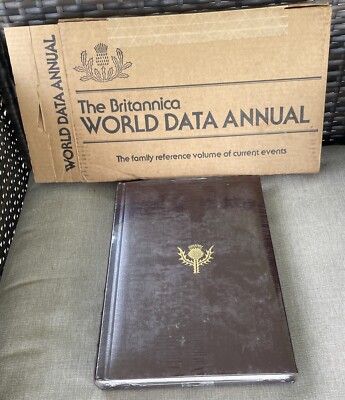 WORLD DATA ANNUAL
The Britannica
WORLD DATA ANNUAL
The family reference volume of current events